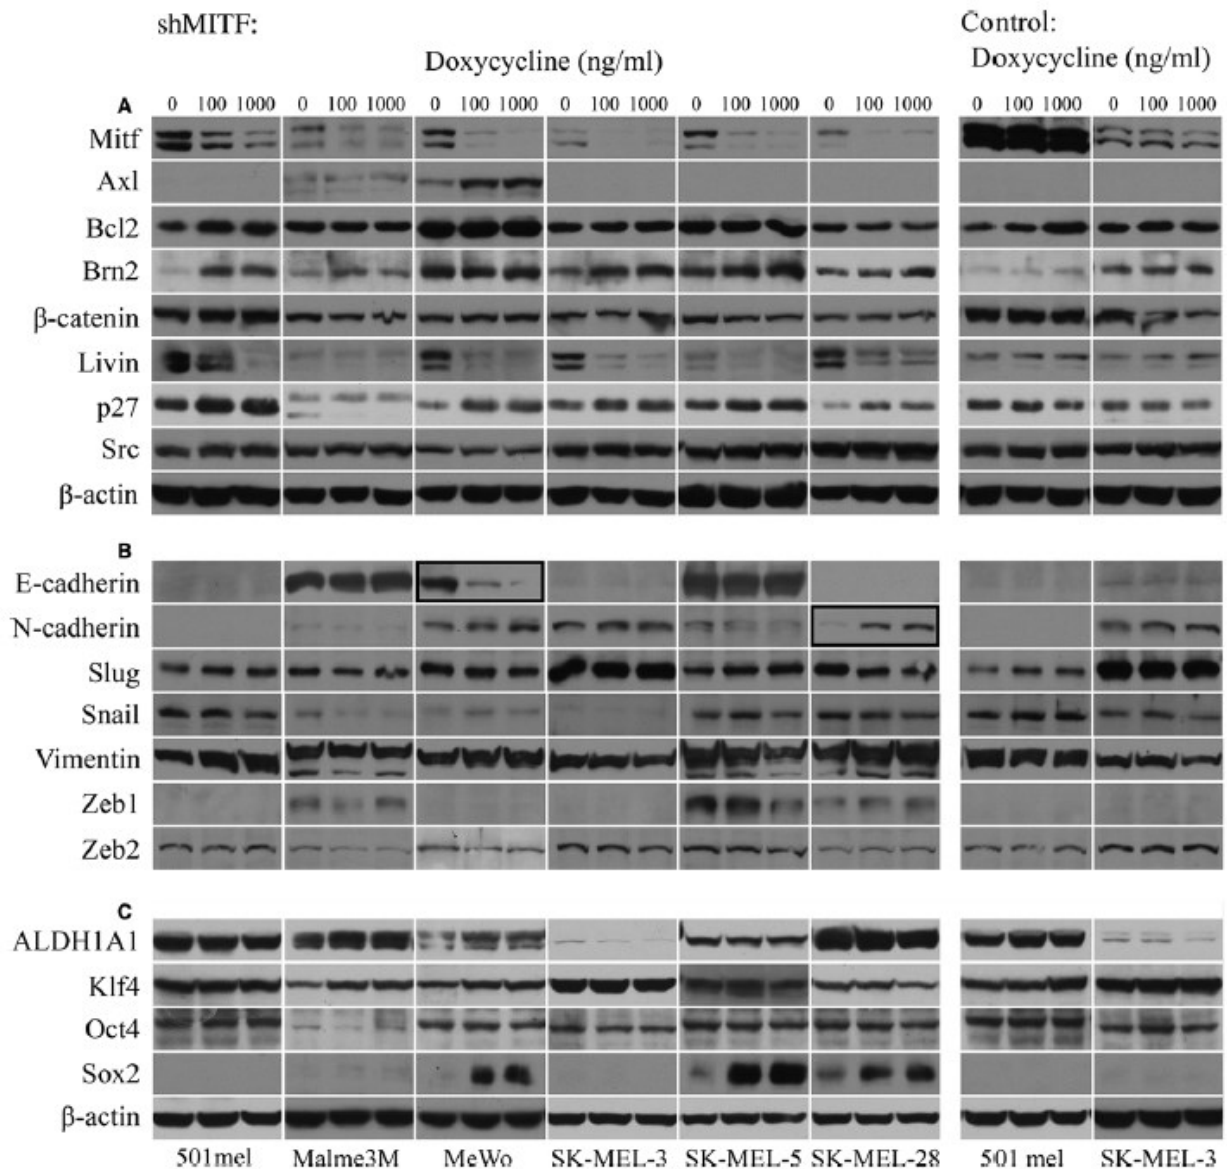 shMITF:
Control:
Doxycycline (ng/ml)
Doxycycline (ng/ml)
A
0 100 1000 0 100 1000 0 100 1000 0 100 1000 0 100 1000 0 100 1000 0 100 1000 0 100 1000
Mitf
Axl
Bcl2
Brn2
β-catenin
Livin
p27
Src
β-actin
B
E-cadherin
N-cadherin
Slug
Snail
Vimentin
Zeb1
Zeb2
C
ALDH1A1
Klf4
Oct4
Sox2
β-actin
501mel Malme3M MeWo SK-MEL-3 SK-MEL-5 SK-MEL-28 501 mel SK-MEL-3